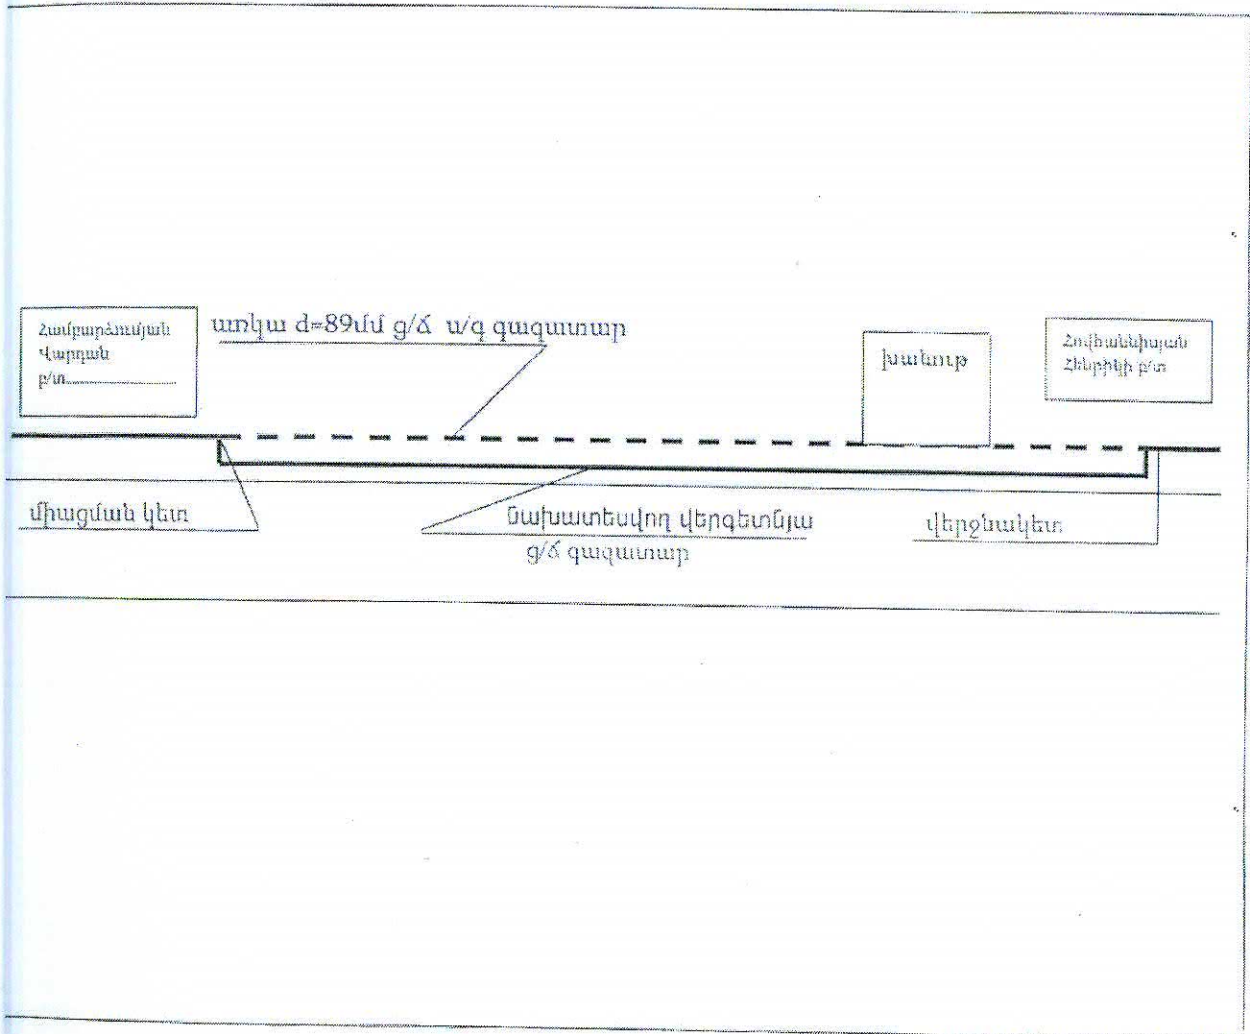 Համբարձումյան
Վարդան
բ/տ
առկա d=89մմ ց/ճ ս/գ գազատար
խանութ
Հովհաննիսյան
Հենրիկի բ/տ
միացման կետ
նախատեսվող վերգետնյա
ց/ճ գազատար
վերջնակետ